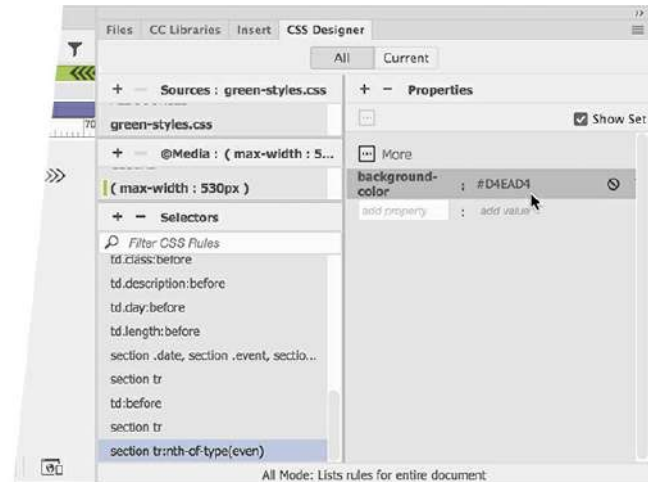 Files CC Libraries Insert CSS Designer
All Current
+ − Sources : green-styles.css
green-styles.css
+ − @Media : ( max-width : 5...
( max-width : 530px )
+ − Selectors
Filter CSS Rules
td.class:before
td.description:before
td.day:before
td.length:before
section .date, section .event, sectio...
section tr
td:before
section tr
section tr:nth-of-type(even)
+ − Properties
Show Set
More
background-color : #D4EAD4
add property : add value
All Mode: Lists rules for entire document
70